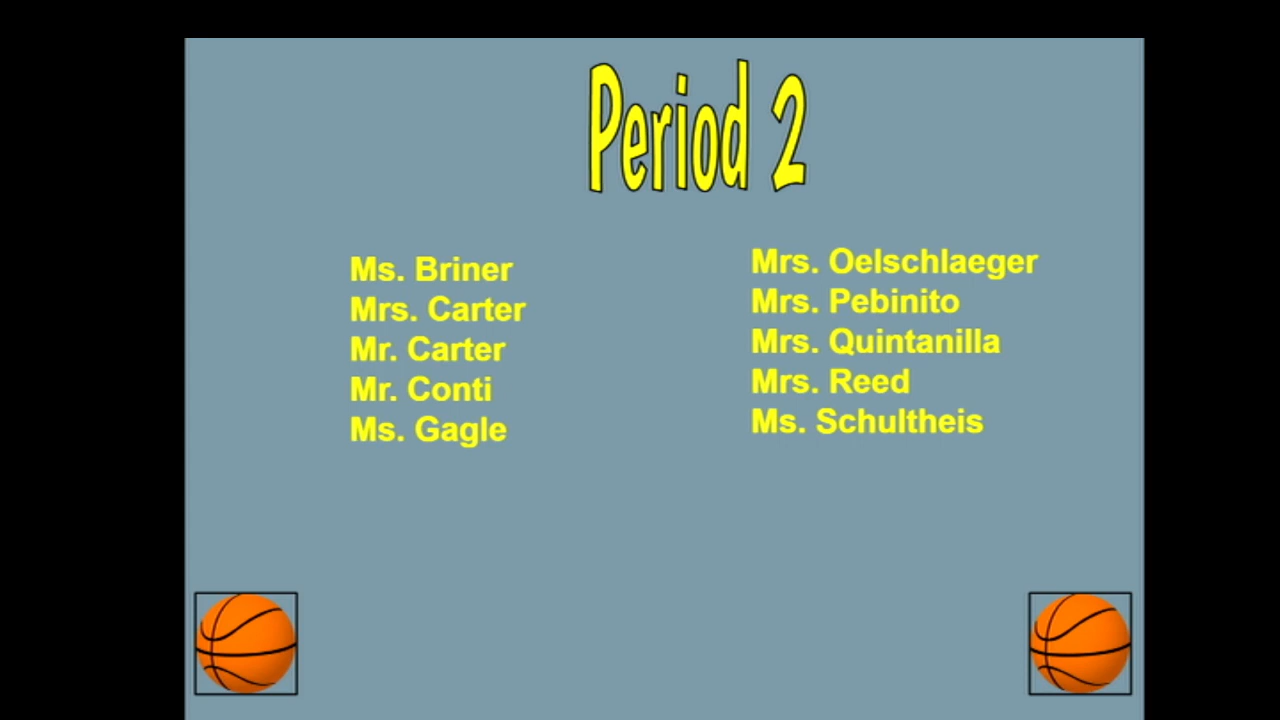 Period 2
Ms. Briner
Mrs. Carter
Mr. Carter
Mr. Conti
Ms. Gagle
Mrs. Oelschlaeger
Mrs. Pebinito
Mrs. Quintanilla
Mrs. Reed
Ms. Schultheis